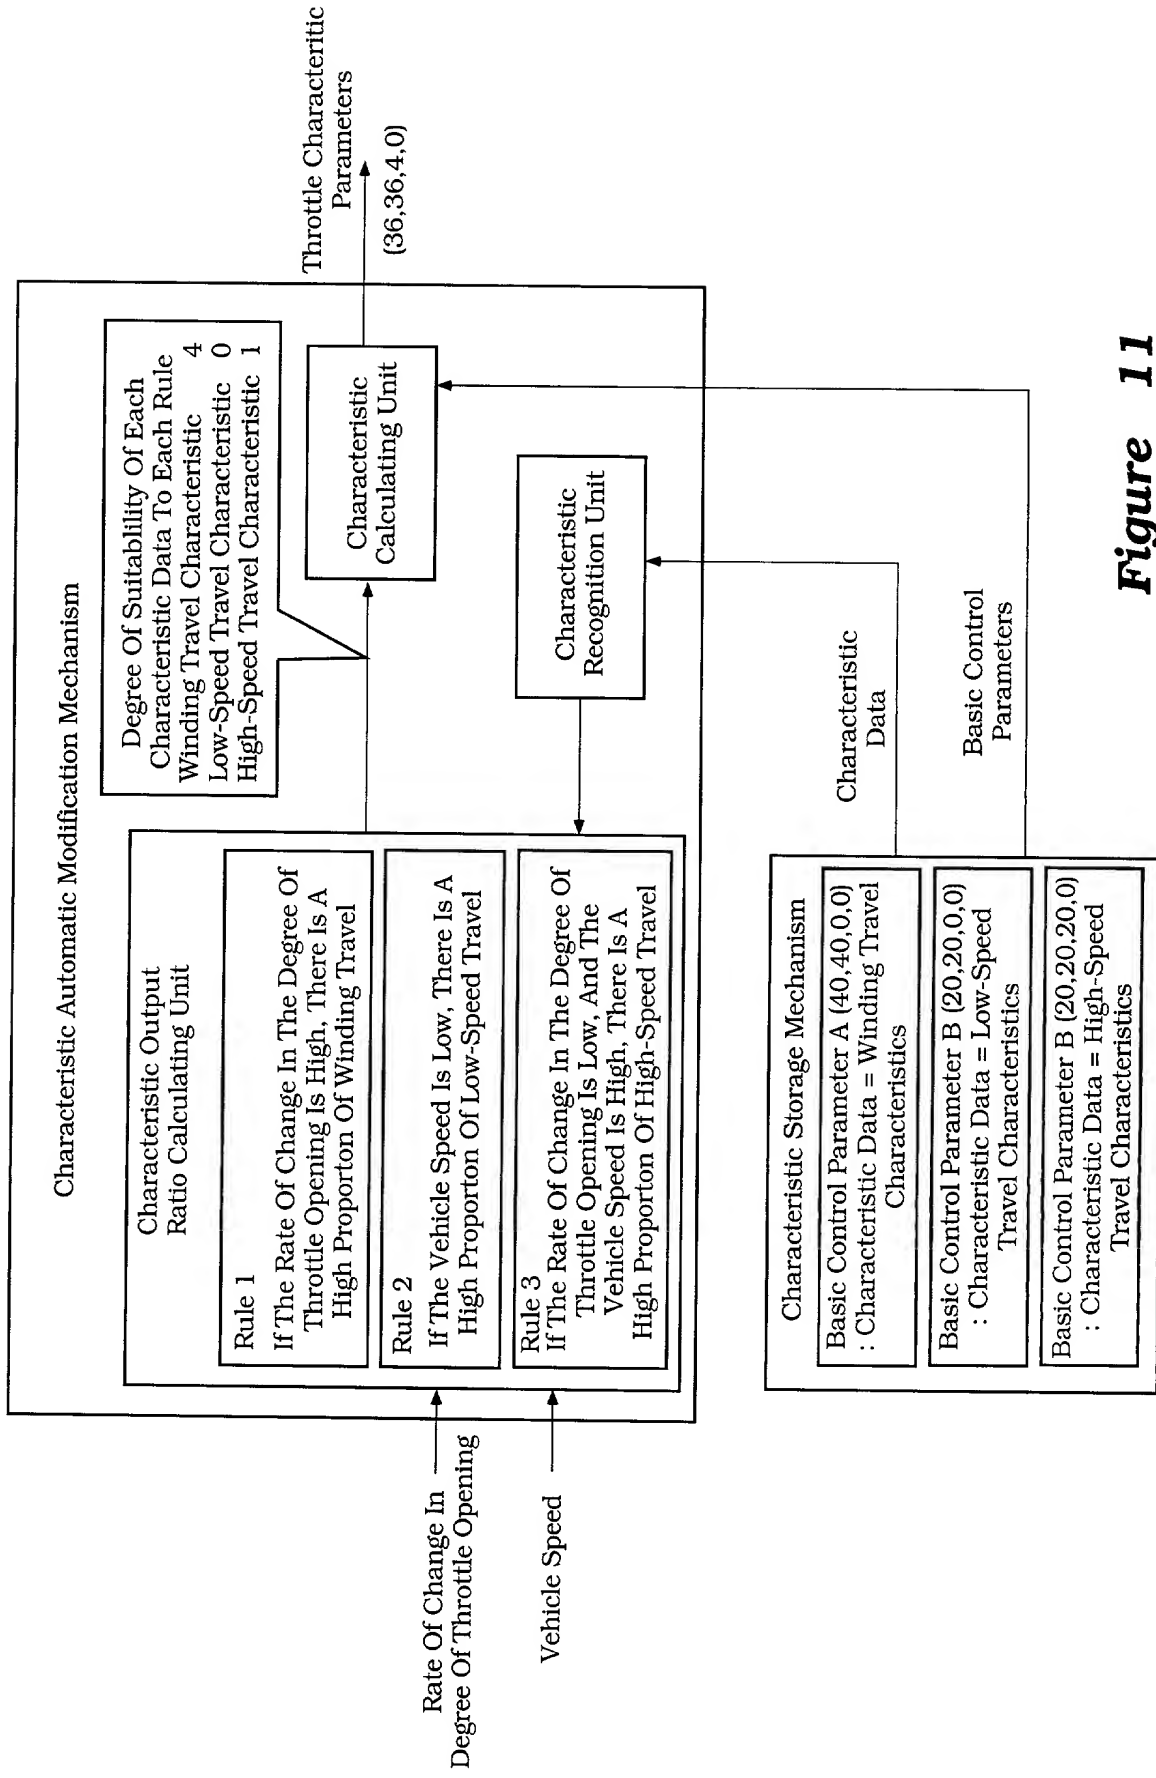 Characteristic Automatic Modification Mechanism
Characteristic Output
Ratio Calculating Unit
Rule 1
If The Rate Of Change In The Degree Of
Throttle Opening Is High, There Is A
High Proporton Of Winding Travel
Rule 2
If The Vehicle Speed Is Low, There Is A
High Proporton Of Low-Speed Travel
Rule 3
If The Rate Of Change In The Degree Of
Throttle Opening Is Low, And The
Vehicle Speed Is High, There Is A
High Proporton Of High-Speed Travel
Degree Of Suitablility Of Each
Characteristic Data To Each Rule
Winding Travel Characteristic 4
Low-Speed Travel Characteristic 0
High-Speed Travel Characteristic 1
Characteristic
Calculating Unit
Characteristic
Recognition Unit
Throttle Characteritic
Parameters
(36,36,4,0)
Rate Of Change In
Degree Of Throttle Opening
Vehicle Speed
Characteristic Storage Mechanism
Basic Control Parameter A (40,40,0,0)
: Characteristic Data = Winding Travel
Characteristics
Basic Control Parameter B (20,20,0,0)
: Characteristic Data = Low-Speed
Travel Characteristics
Basic Control Parameter B (20,20,20,0)
: Characteristic Data = High-Speed
Travel Characteristics
Characteristic
Data
Basic Control
Parameters
Figure 11